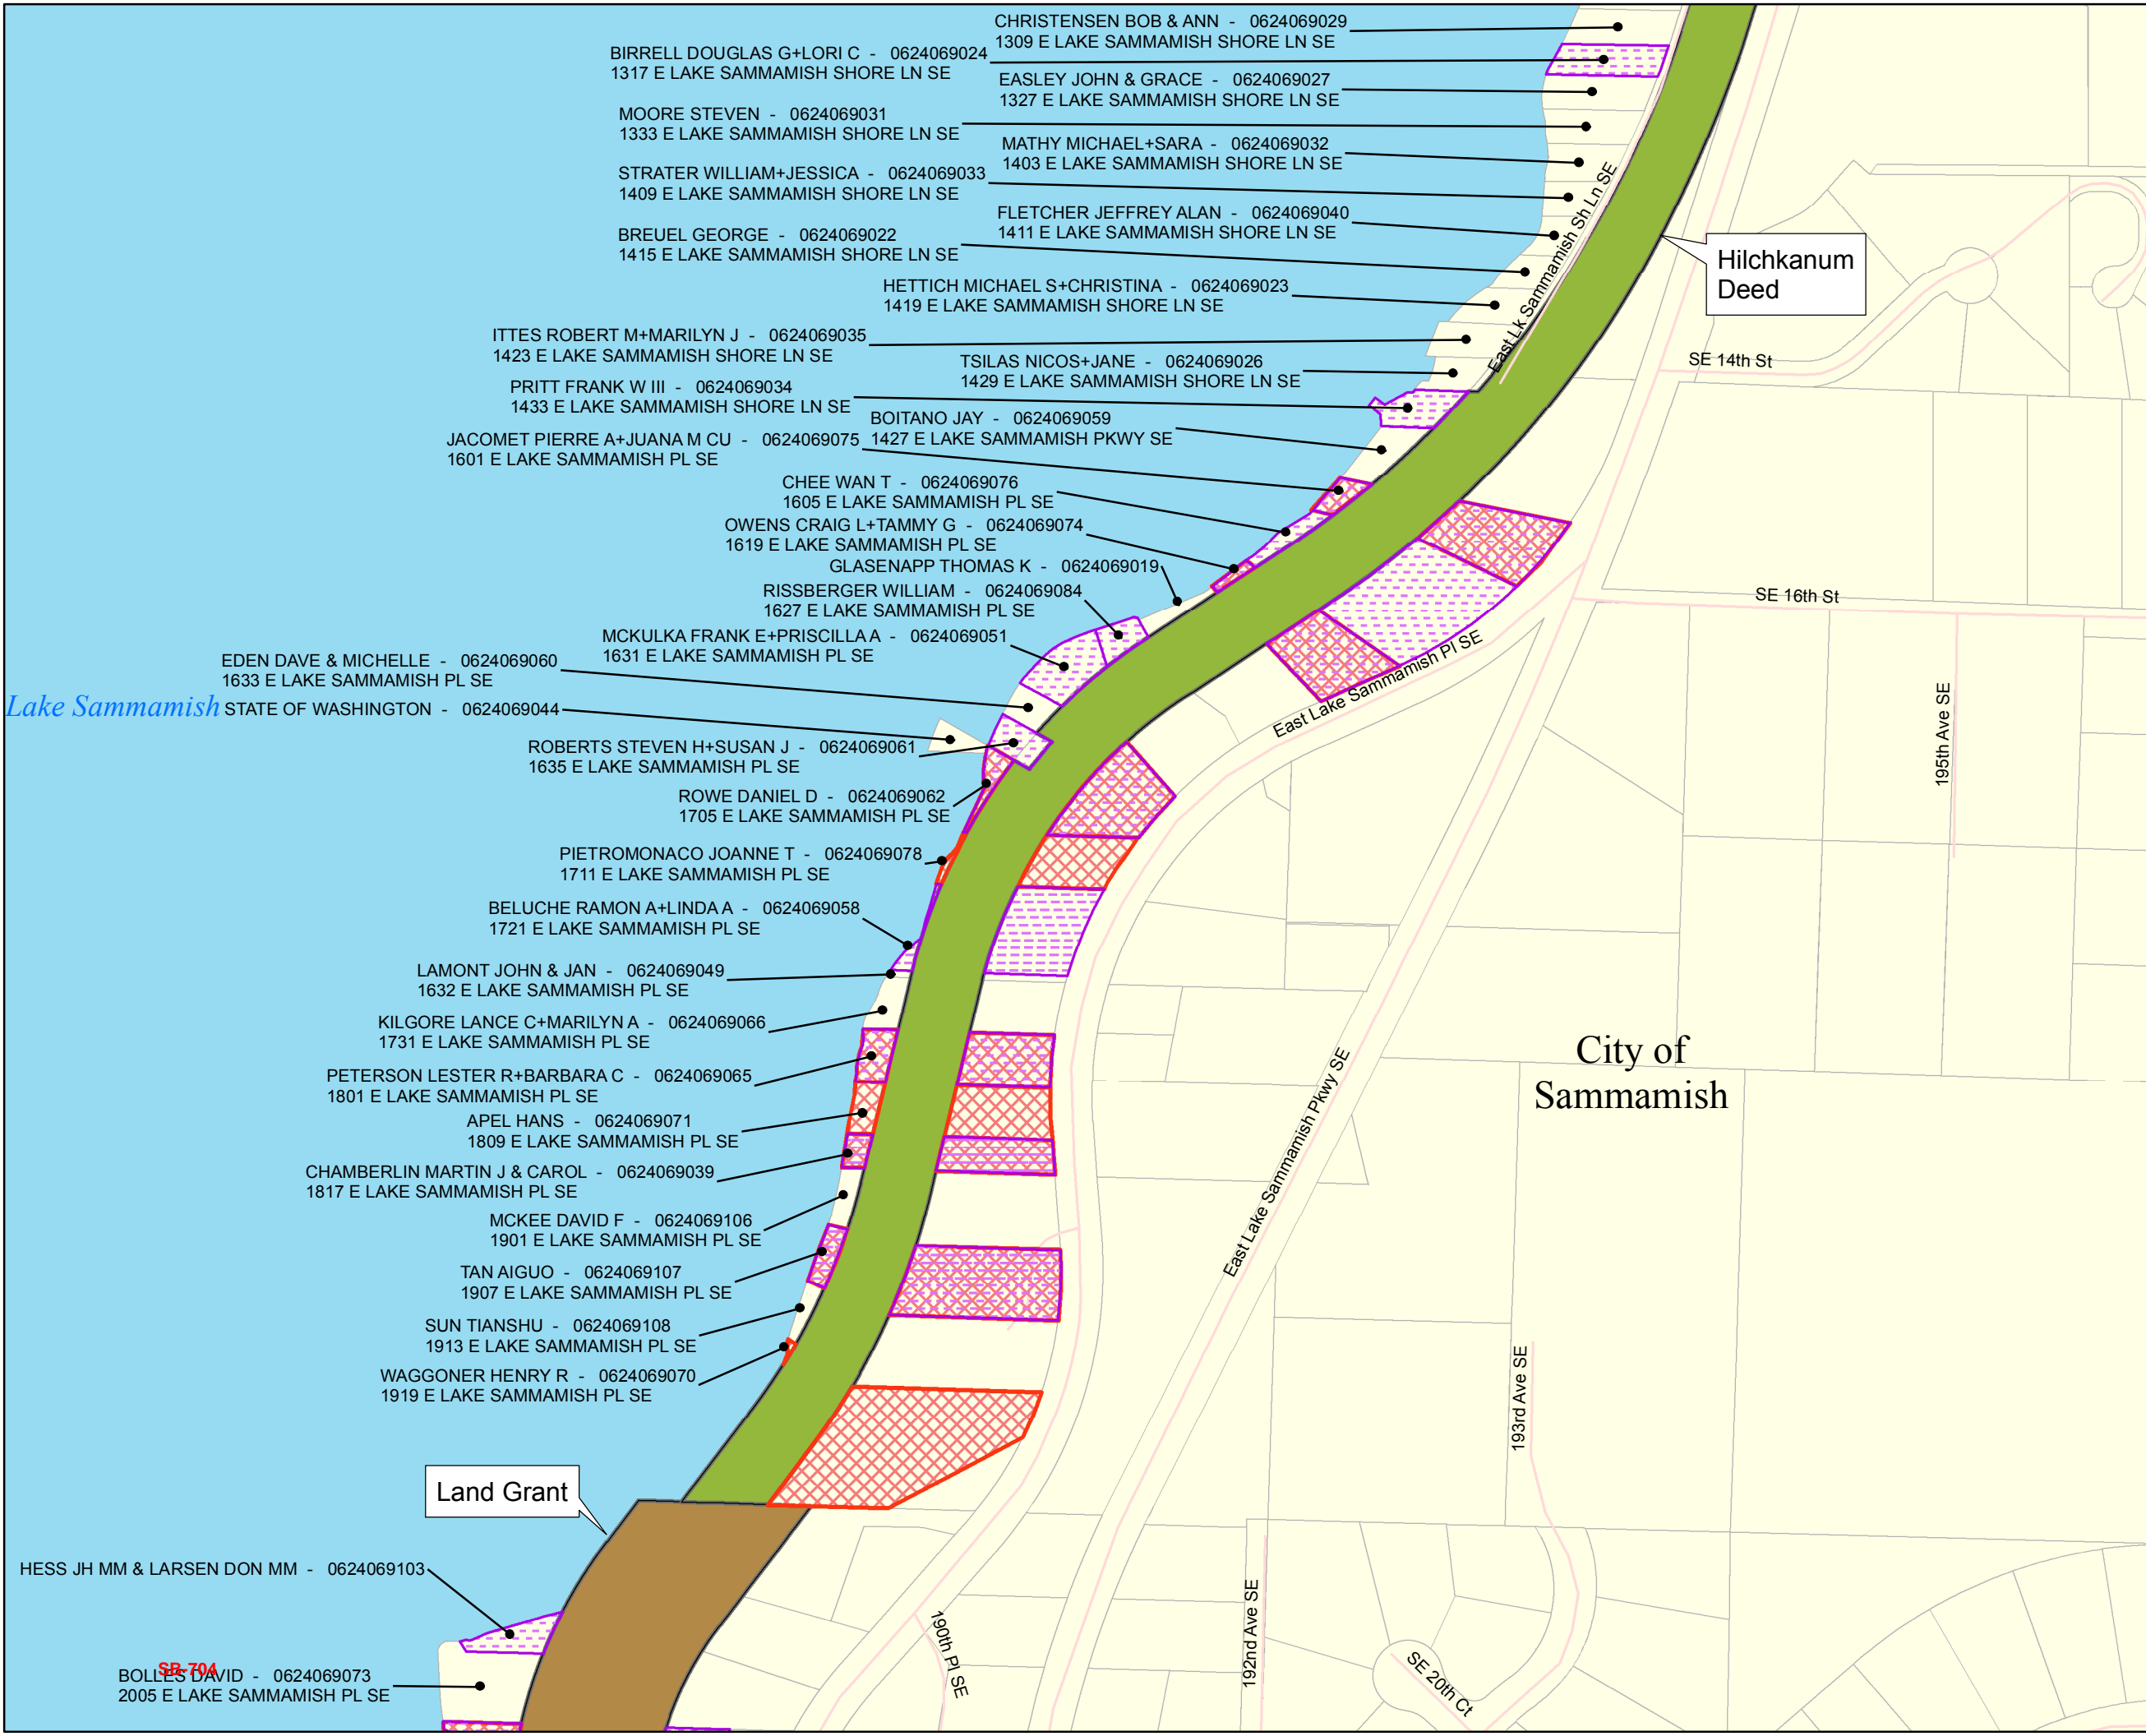 CHRISTENSEN BOB & ANN - 0624069029
1309 E LAKE SAMMAMISH SHORE LN SE
BIRRELL DOUGLAS G+LORI C - 0624069024
1317 E LAKE SAMMAMISH SHORE LN SE
EASLEY JOHN & GRACE - 0624069027
1327 E LAKE SAMMAMISH SHORE LN SE
MOORE STEVEN - 0624069031
1333 E LAKE SAMMAMISH SHORE LN SE
MATHY MICHAEL+SARA - 0624069032
1403 E LAKE SAMMAMISH SHORE LN SE
STRATER WILLIAM+JESSICA - 0624069033
1409 E LAKE SAMMAMISH SHORE LN SE
FLETCHER JEFFREY ALAN - 0624069040
1411 E LAKE SAMMAMISH SHORE LN SE
BREUEL GEORGE - 0624069022
1415 E LAKE SAMMAMISH SHORE LN SE
East Lk Sammamish Sh Ln SE
Hilchkanum
Deed
HETTICH MICHAEL S+CHRISTINA - 0624069023
1419 E LAKE SAMMAMISH SHORE LN SE
ITTES ROBERT M+MARILYN J - 0624069035
1423 E LAKE SAMMAMISH SHORE LN SE
TSILAS NICOS+JANE - 0624069026
1429 E LAKE SAMMAMISH SHORE LN SE
SE 14th St
PRITT FRANK W III - 0624069034
1433 E LAKE SAMMAMISH SHORE LN SE
BOITANO JAY - 0624069059
1427 E LAKE SAMMAMISH PKWY SE
JACOMET PIERRE A+JUANA M CU - 0624069075
1601 E LAKE SAMMAMISH PL SE
CHEE WAN T - 0624069076
1605 E LAKE SAMMAMISH PL SE
OWENS CRAIG L+TAMMY G - 0624069074
1619 E LAKE SAMMAMISH PL SE
GLASENAPP THOMAS K - 0624069019
RISSBERGER WILLIAM - 0624069084
1627 E LAKE SAMMAMISH PL SE
SE 16th St
MCKULKA FRANK E+PRISCILLA A - 0624069051
1631 E LAKE SAMMAMISH PL SE
EDEN DAVE & MICHELLE - 0624069060
1633 E LAKE SAMMAMISH PL SE
East Lake Sammamish Pl SE
Lake Sammamish
STATE OF WASHINGTON - 0624069044
195th Ave SE
ROBERTS STEVEN H+SUSAN J - 0624069061
1635 E LAKE SAMMAMISH PL SE
ROWE DANIEL D - 0624069062
1705 E LAKE SAMMAMISH PL SE
PIETROMONACO JOANNE T - 0624069078
1711 E LAKE SAMMAMISH PL SE
BELUCHE RAMON A+LINDA A - 0624069058
1721 E LAKE SAMMAMISH PL SE
LAMONT JOHN & JAN - 0624069049
1632 E LAKE SAMMAMISH PL SE
KILGORE LANCE C+MARILYN A - 0624069066
1731 E LAKE SAMMAMISH PL SE
City of
Sammamish
PETERSON LESTER R+BARBARA C - 0624069065
1801 E LAKE SAMMAMISH PL SE
APEL HANS - 0624069071
1809 E LAKE SAMMAMISH PL SE
East Lake Sammamish Pkwy SE
CHAMBERLIN MARTIN J & CAROL - 0624069039
1817 E LAKE SAMMAMISH PL SE
MCKEE DAVID F - 0624069106
1901 E LAKE SAMMAMISH PL SE
TAN AIGUO - 0624069107
1907 E LAKE SAMMAMISH PL SE
SUN TIANSHU - 0624069108
1913 E LAKE SAMMAMISH PL SE
WAGGONER HENRY R - 0624069070
1919 E LAKE SAMMAMISH PL SE
193rd Ave SE
Land Grant
HESS JH MM & LARSEN DON MM - 0624069103
192nd Ave SE
190th Pl SE
SE 20th Ct
SB-704
BOLLES DAVID - 0624069073
2005 E LAKE SAMMAMISH PL SE